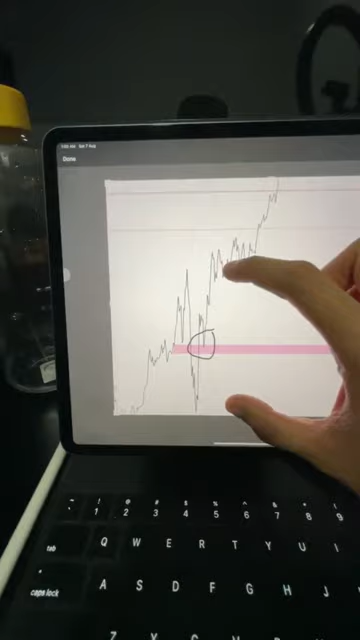 Done
~ ! @ # $ % ^ & * (
` 1 2 3 4 5 6 7 8 9
tab Q W E R T Y U I
caps lock A S D F G H J
Z X C V B N